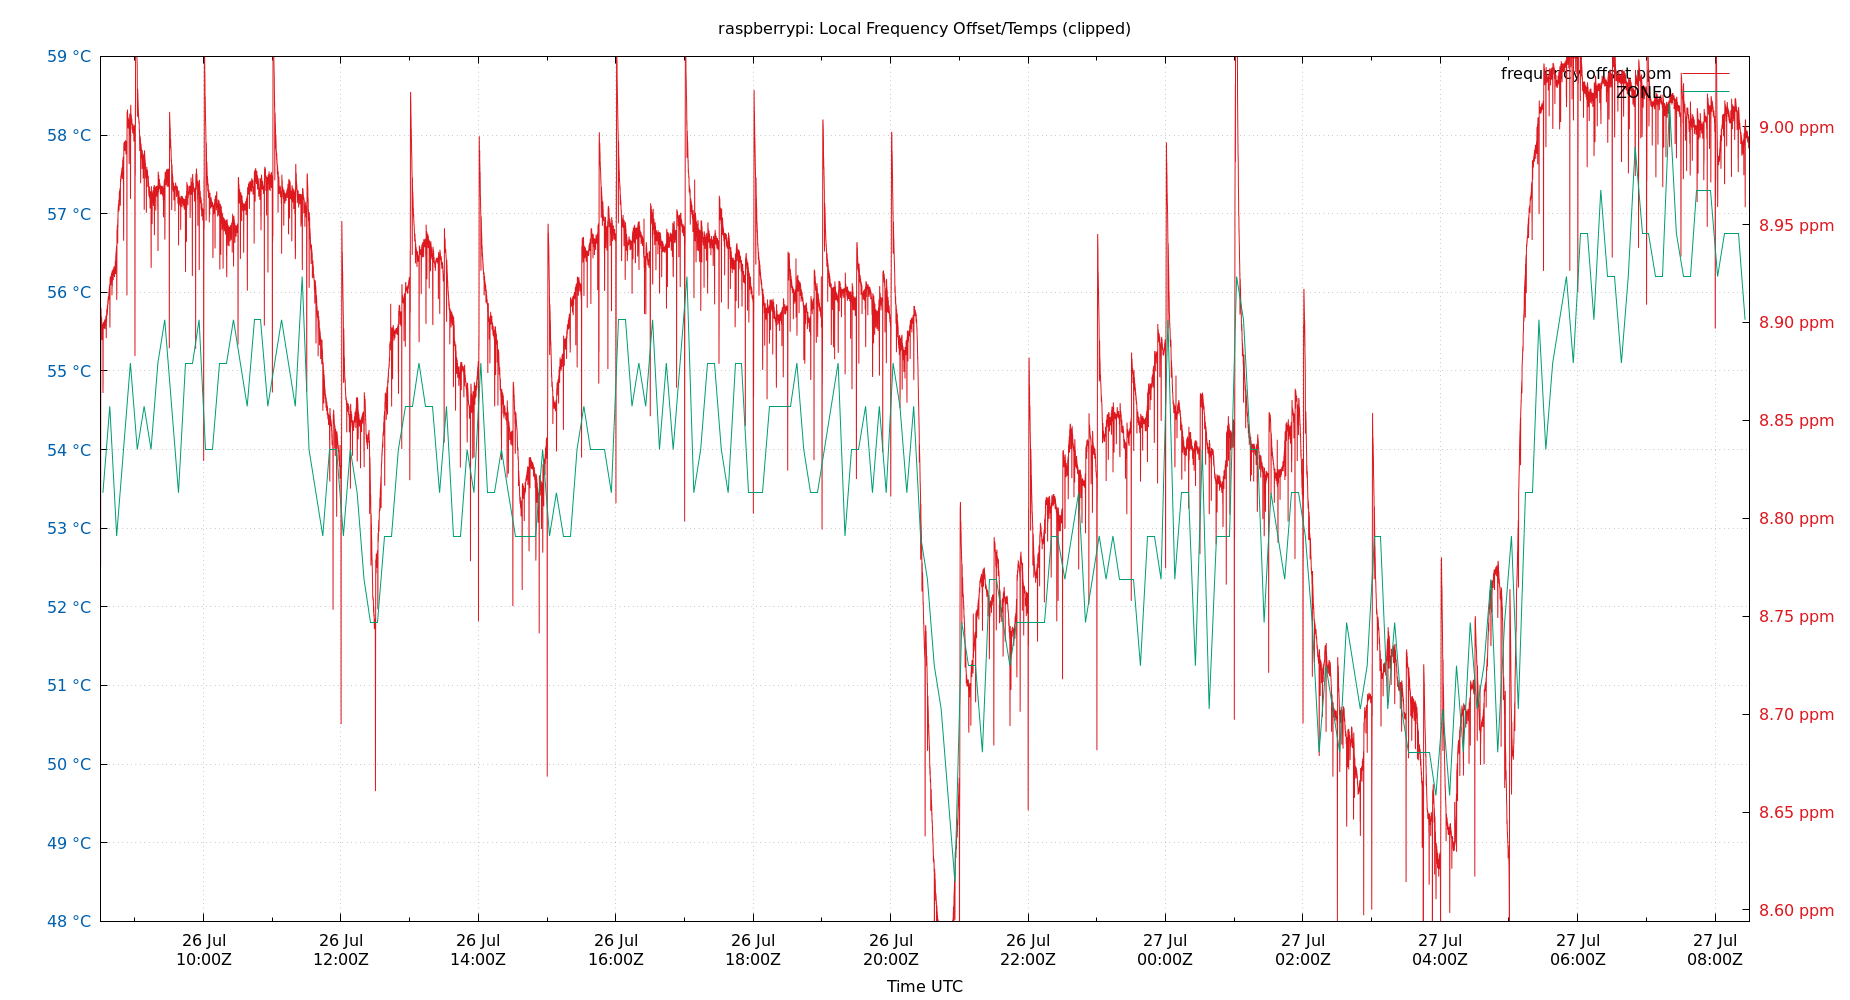 raspberrypi: Local Frequency Offset/Temps (clipped)
59 °C
58 °C
57 °C
56 °C
55 °C
54 °C
53 °C
52 °C
51 °C
50 °C
49 °C
48 °C
frequency offset ppm
ZONE0
9.00 ppm
8.95 ppm
8.90 ppm
8.85 ppm
8.80 ppm
8.75 ppm
8.70 ppm
8.65 ppm
8.60 ppm
26 Jul 26 Jul 26 Jul 26 Jul 26 Jul 26 Jul 26 Jul 27 Jul 27 Jul 27 Jul 27 Jul 27 Jul
10:00Z 12:00Z 14:00Z 16:00Z 18:00Z 20:00Z 22:00Z 00:00Z 02:00Z 04:00Z 06:00Z 08:00Z
Time UTC